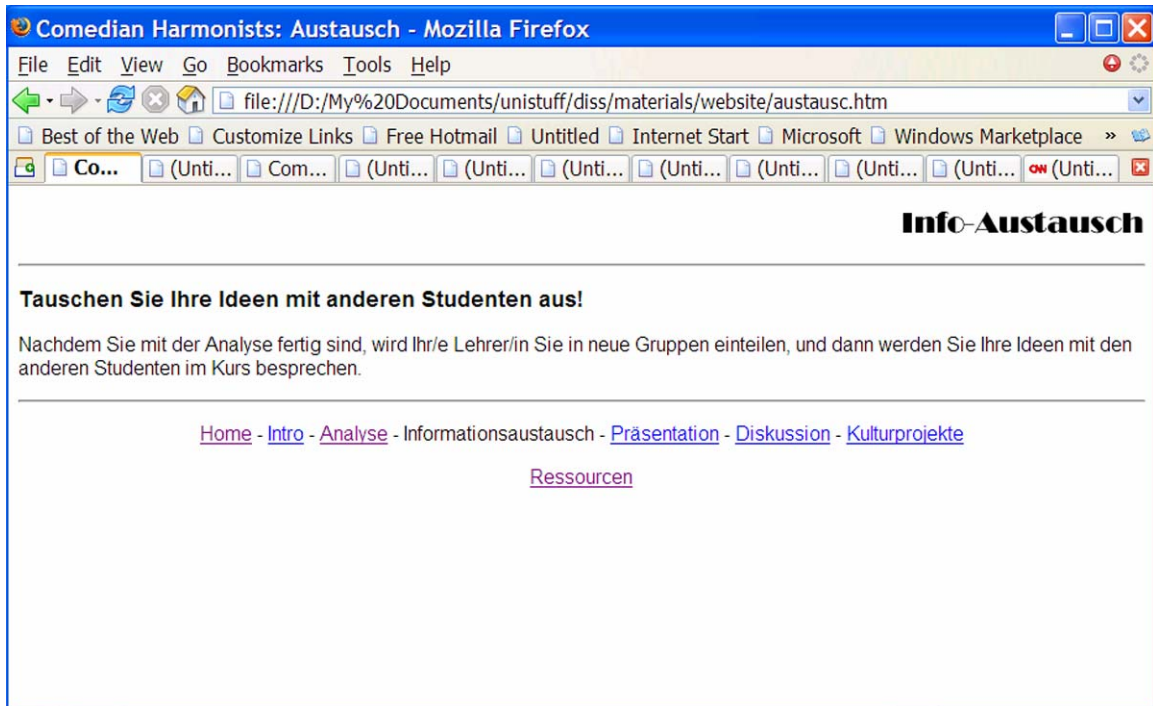 Comedian Harmonists: Austausch - Mozilla Firefox
File Edit View Go Bookmarks Tools Help
file:///D:/My%20Documents/unistuff/diss/materials/website/austausc.htm
Best of the Web Customize Links Free Hotmail Untitled Internet Start Microsoft Windows Marketplace »
Co... (Unti... Com... (Unti... (Unti... (Unti... (Unti... (Unti... (Unti... (Unti... CNN (Unti...
Info-Austausch
Tauschen Sie Ihre Ideen mit anderen Studenten aus!
Nachdem Sie mit der Analyse fertig sind, wird Ihr/e Lehrer/in Sie in neue Gruppen einteilen, und dann werden Sie Ihre Ideen mit den
anderen Studenten im Kurs besprechen.
Home - Intro - Analyse - Informationsaustausch - Präsentation - Diskussion - Kulturprojekte
Ressourcen